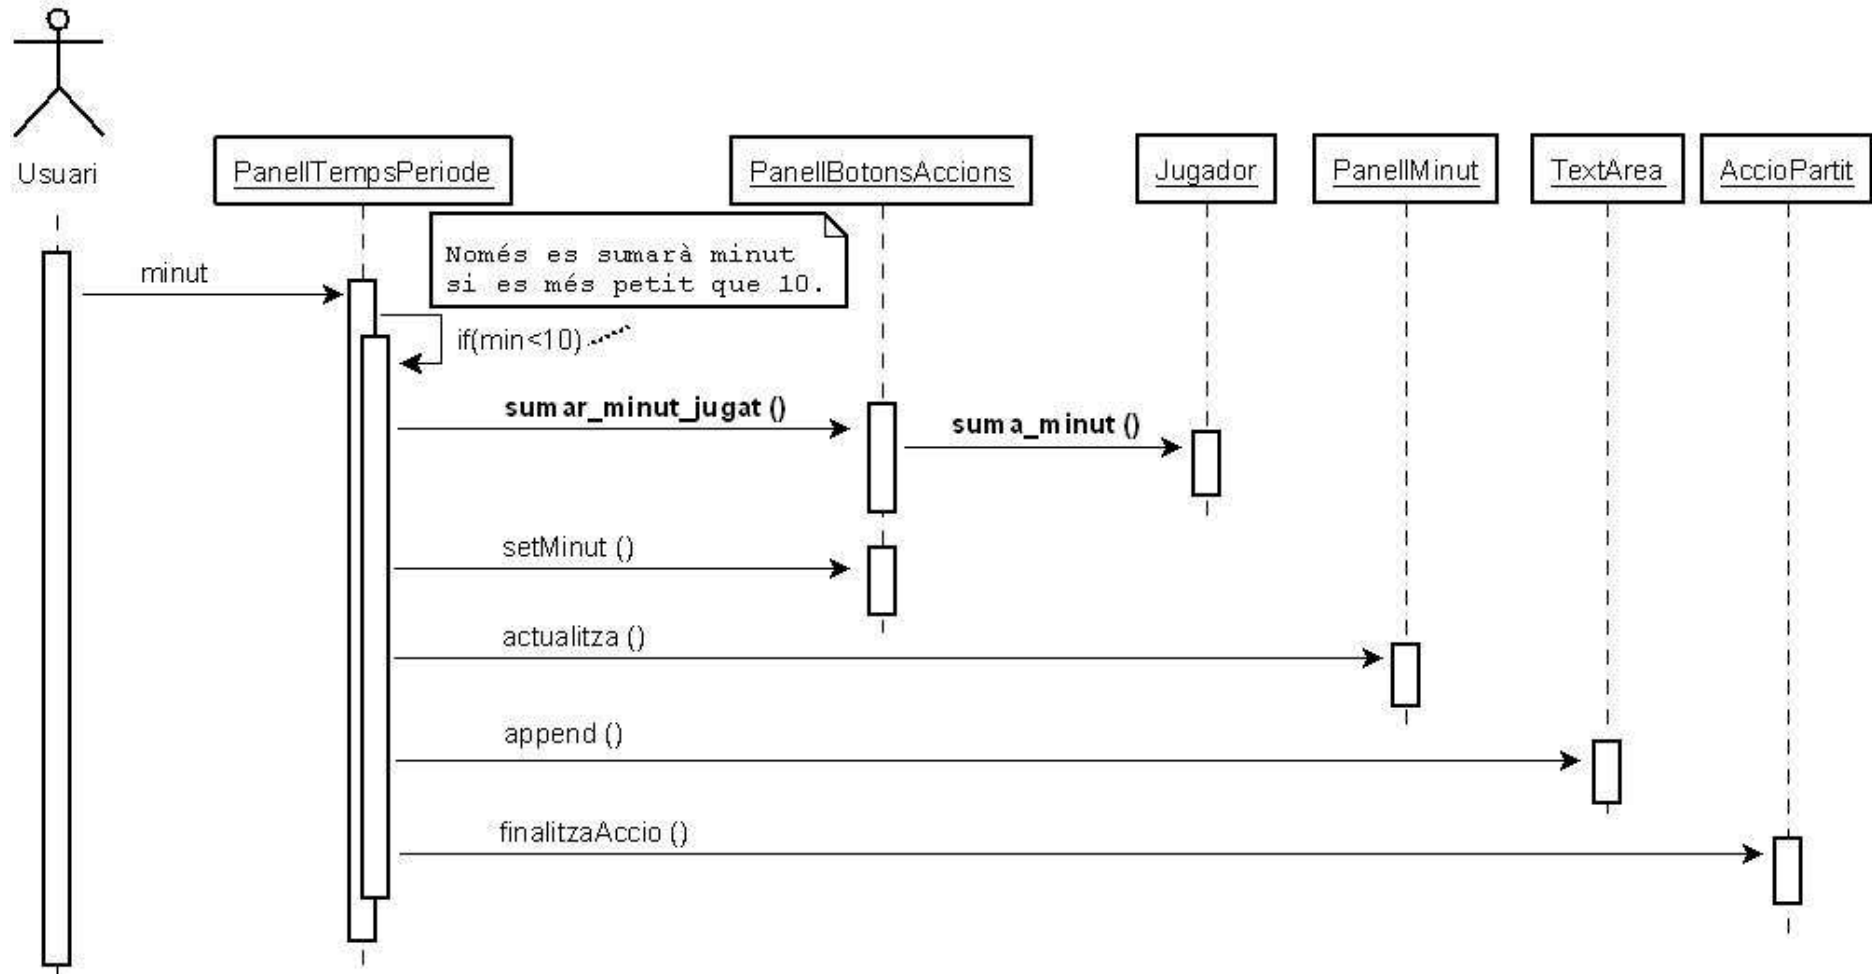 Usuari
PanellTempsPeriode
PanellBotonsAccions
Jugador
PanellMinut
TextArea
AccioPartit
Només es sumarà minut
si es més petit que 10.
minut
if(min<10)
sumar_minut_jugat ()
suma_minut ()
setMinut ()
actualitza ()
append ()
finalitzaAccio ()